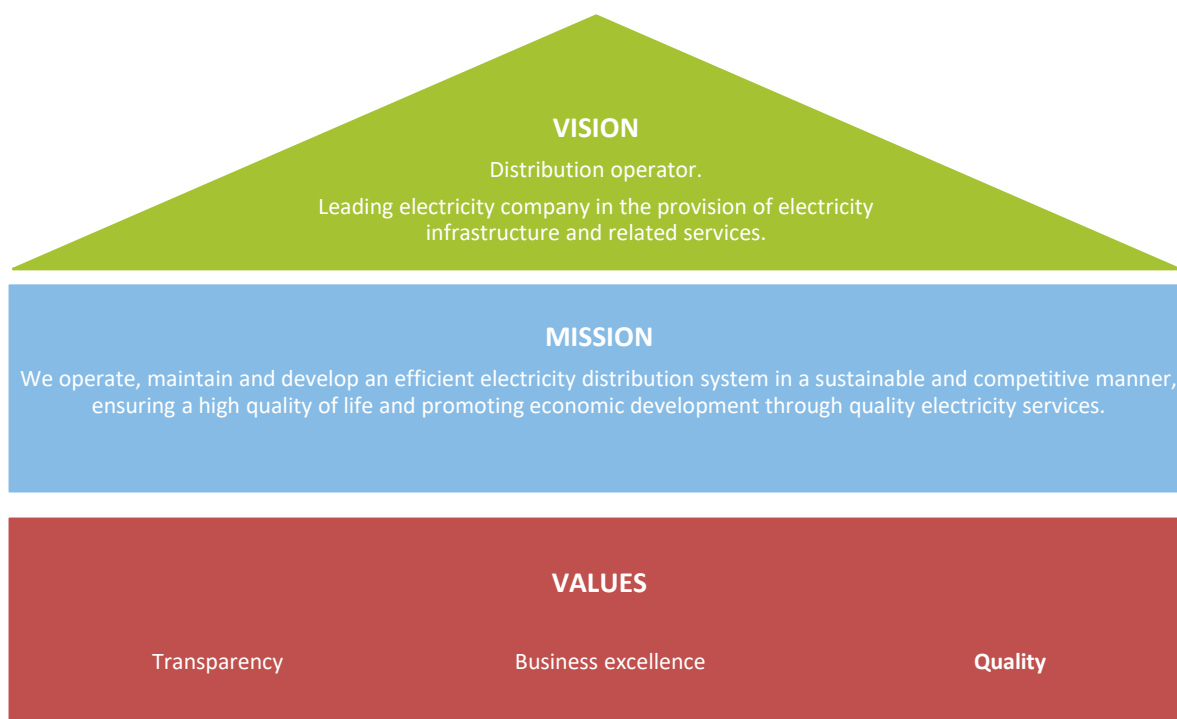 VISION
Distribution operator.
Leading electricity company in the provision of electricity
infrastructure and related services.
MISSION
We operate, maintain and develop an efficient electricity distribution system in a sustainable and competitive manner,
ensuring a high quality of life and promoting economic development through quality electricity services.
VALUES
Transparency Business excellence Quality